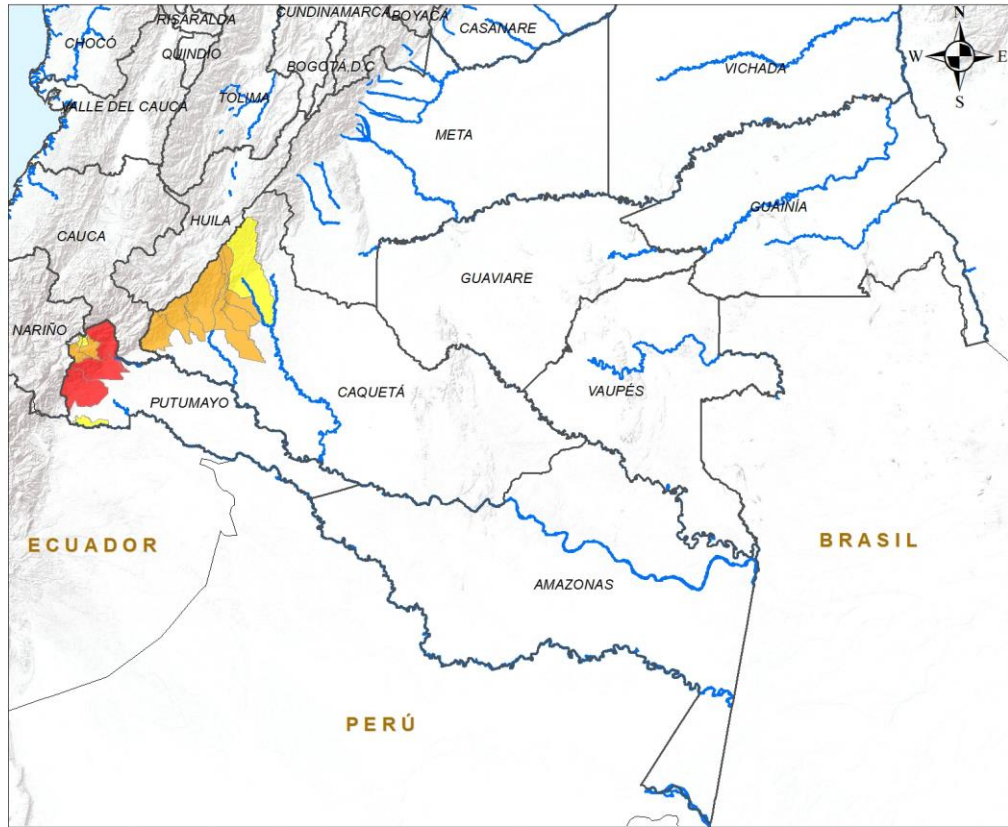 RISARALDA
CUNDINAMARCA
BOYACÁ
CASANARE
CHOCÓ
QUINDÍO
BOGOTÁ D.C
VICHADA
N
W
E
S
VALLE DEL CAUCA
TOLIMA
META
HUILA
GUAINÍA
CAUCA
GUAVIARE
NARIÑO
CAQUETÁ
VAUPÉS
PUTUMAYO
ECUADOR
BRASIL
AMAZONAS
PERÚ